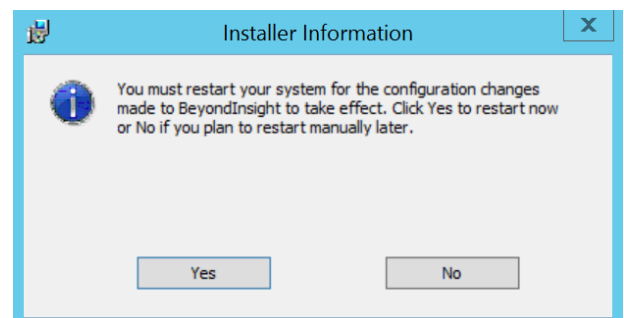 Installer Information
X
You must restart your system for the configuration changes
made to BeyondInsight to take effect. Click Yes to restart now
or No if you plan to restart manually later.
Yes
No